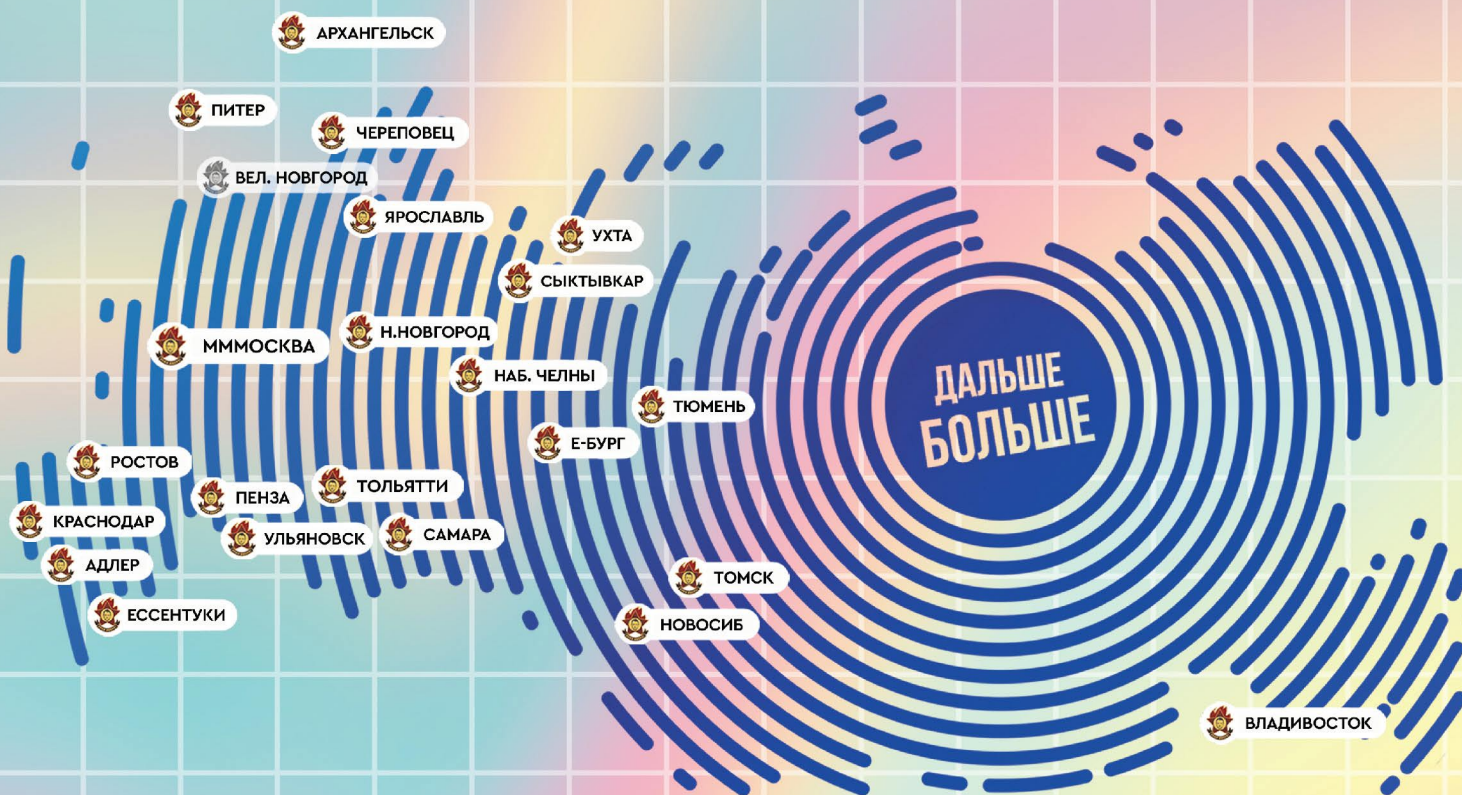 АРХАНГЕЛЬСК
ПИТЕР
ЧЕРЕПОВЕЦ
ВЕЛ. НОВГОРОД
ЯРОСЛАВЛЬ
УХТА
СЫКТЫВКАР
МММОСКВА
Н.НОВГОРОД
НАБ. ЧЕЛНЫ
ТЮМЕНЬ
ДАЛЬШЕ
БОЛЬШЕ
Е-БУРГ
РОСТОВ
ПЕНЗА
ТОЛЬЯТТИ
КРАСНОДАР
УЛЬЯНОВСК
САМАРА
АДЛЕР
ТОМСК
ЕССЕНТУКИ
НОВОСИБ
ВЛАДИВОСТОК